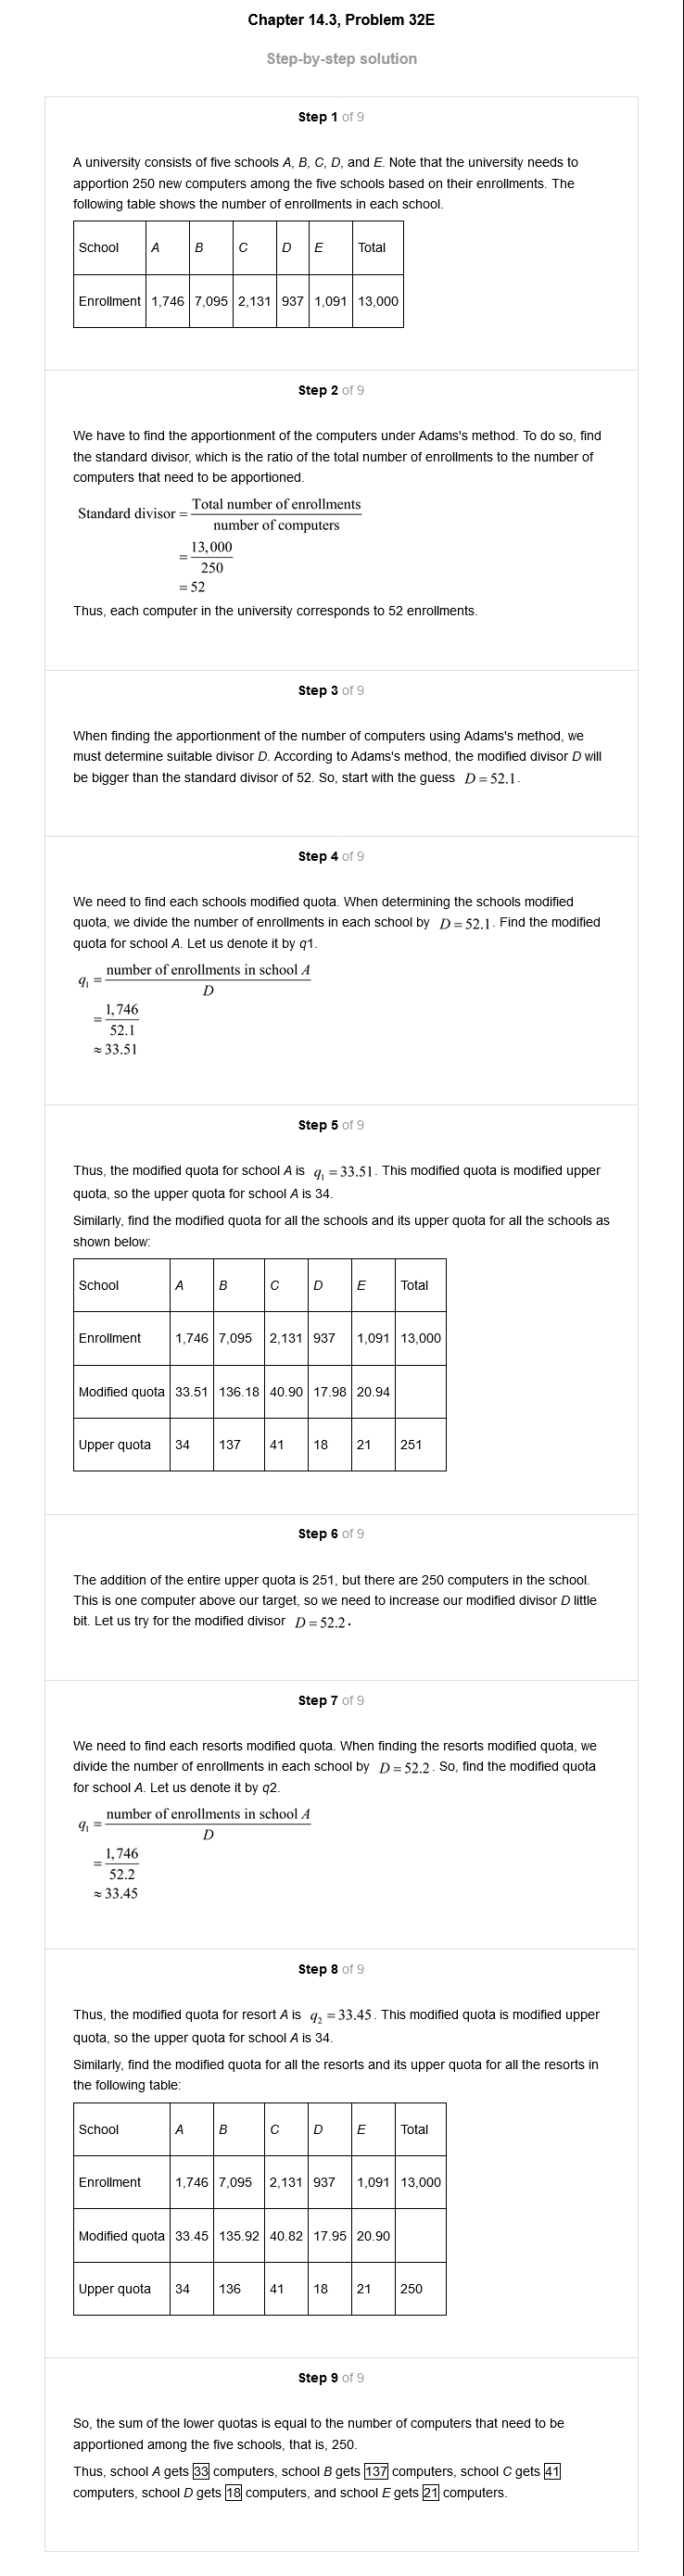 Chapter 14.3, Problem 32E
Step-by-step solution
Step 1 of 9
A university consists of five schools A, B, C, D, and E. Note that the university needs to
apportion 250 new computers among the five schools based on their enrollments. The
following table shows the number of enrollments in each school.
School A B C D E Total
Enrollment 1,746 7,095 2,131 937 1,091 13,000
Step 2 of 9
We have to find the apportionment of the computers under Adams's method. To do so, find
the standard divisor, which is the ratio of the total number of enrollments to the number of
computers that need to be apportioned.
Standard divisor = Total number of enrollments / number of computers
= 13,000 / 250
= 52
Thus, each computer in the university corresponds to 52 enrollments.
Step 3 of 9
When finding the apportionment of the number of computers using Adams's method, we
must determine suitable divisor D. According to Adams's method, the modified divisor D will
be bigger than the standard divisor of 52. So, start with the guess D = 52.1.
Step 4 of 9
We need to find each schools modified quota. When determining the schools modified
quota, we divide the number of enrollments in each school by D = 52.1. Find the modified
quota for school A. Let us denote it by q1.
q₁ = number of enrollments in school A / D
= 1,746 / 52.1
≈ 33.51
Step 5 of 9
Thus, the modified quota for school A is q₁ = 33.51. This modified quota is modified upper
quota, so the upper quota for school A is 34.
Similarly, find the modified quota for all the schools and its upper quota for all the schools as
shown below:
School A B C D E Total
Enrollment 1,746 7,095 2,131 937 1,091 13,000
Modified quota 33.51 136.18 40.90 17.98 20.94
Upper quota 34 137 41 18 21 251
Step 6 of 9
The addition of the entire upper quota is 251, but there are 250 computers in the school.
This is one computer above our target, so we need to increase our modified divisor D little
bit. Let us try for the modified divisor D = 52.2.
Step 7 of 9
We need to find each resorts modified quota. When finding the resorts modified quota, we
divide the number of enrollments in each school by D = 52.2. So, find the modified quota
for school A. Let us denote it by q2.
q₁ = number of enrollments in school A / D
= 1,746 / 52.2
≈ 33.45
Step 8 of 9
Thus, the modified quota for resort A is q₂ = 33.45. This modified quota is modified upper
quota, so the upper quota for school A is 34.
Similarly, find the modified quota for all the resorts and its upper quota for all the resorts in
the following table:
School A B C D E Total
Enrollment 1,746 7,095 2,131 937 1,091 13,000
Modified quota 33.45 135.92 40.82 17.95 20.90
Upper quota 34 136 41 18 21 250
Step 9 of 9
So, the sum of the lower quotas is equal to the number of computers that need to be
apportioned among the five schools, that is, 250.
Thus, school A gets 33 computers, school B gets 137 computers, school C gets 41
computers, school D gets 18 computers, and school E gets 21 computers.